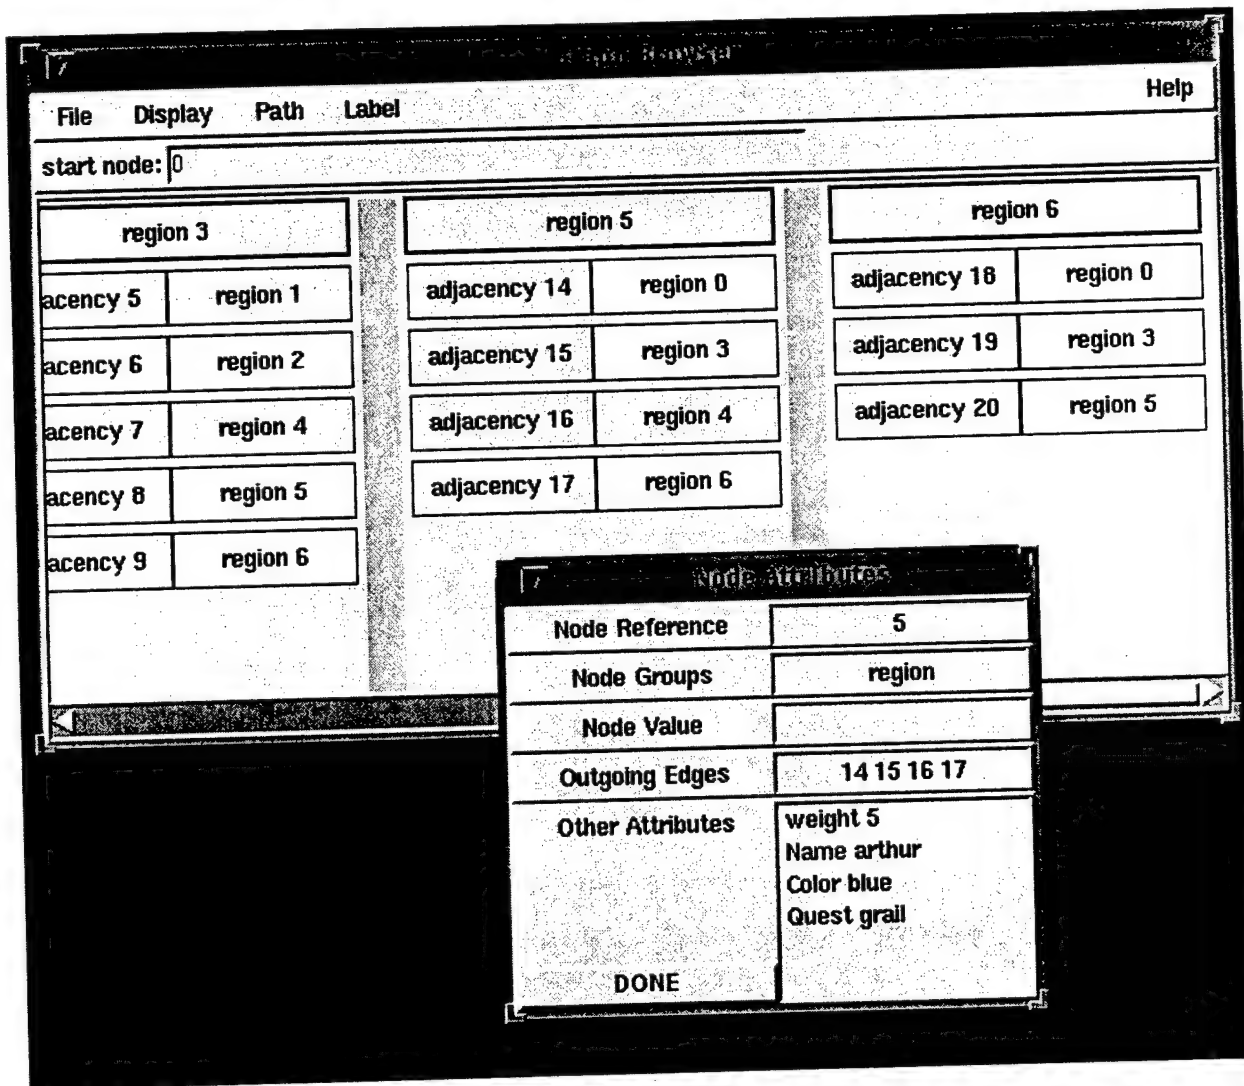 File Display Path Label Help
start node: 0
region 3 region 5 region 6
acency 5 region 1 adjacency 14 region 0 adjacency 18 region 0
acency 6 region 2 adjacency 15 region 3 adjacency 19 region 3
acency 7 region 4 adjacency 16 region 4 adjacency 20 region 5
acency 8 region 5 adjacency 17 region 6
acency 9 region 6
Node Attributes
Node Reference 5
Node Groups region
Node Value
Outgoing Edges 14 15 16 17
Other Attributes weight 5
Name arthur
Color blue
Quest grail
DONE